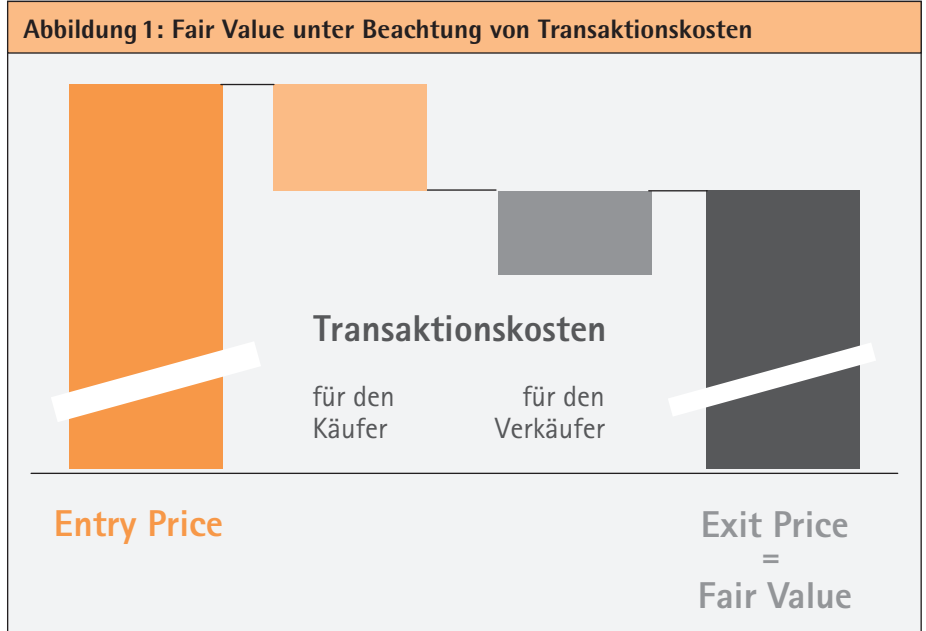 Abbildung 1: Fair Value unter Beachtung von Transaktionskosten
Transaktionskosten
für den
Käufer
für den
Verkäufer
Entry Price
Exit Price
=
Fair Value